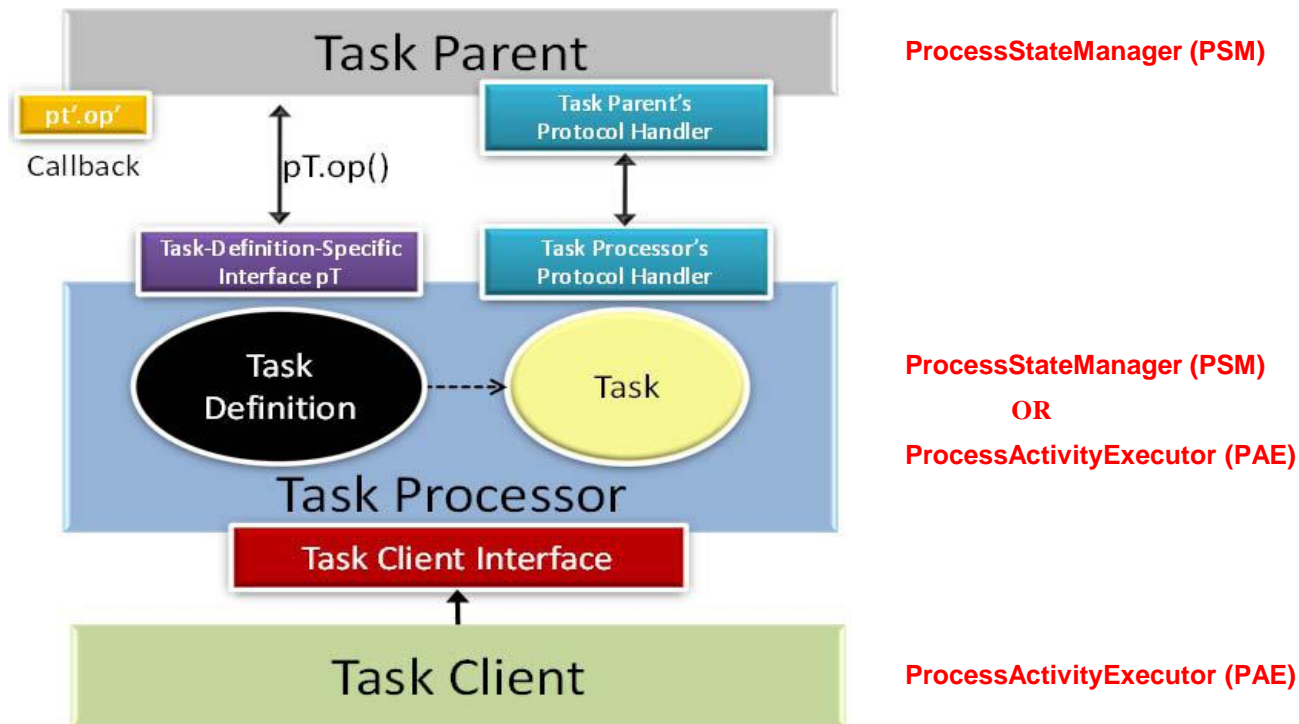 Task Parent
ProcessStateManager (PSM)
pt'.op'
Callback
pT.op()
Task Parent's
Protocol Handler
Task-Definition-Specific
Interface pT
Task Processor's
Protocol Handler
Task
Definition
Task
Task Processor
ProcessStateManager (PSM)
OR
ProcessActivityExecutor (PAE)
Task Client Interface
Task Client
ProcessActivityExecutor (PAE)